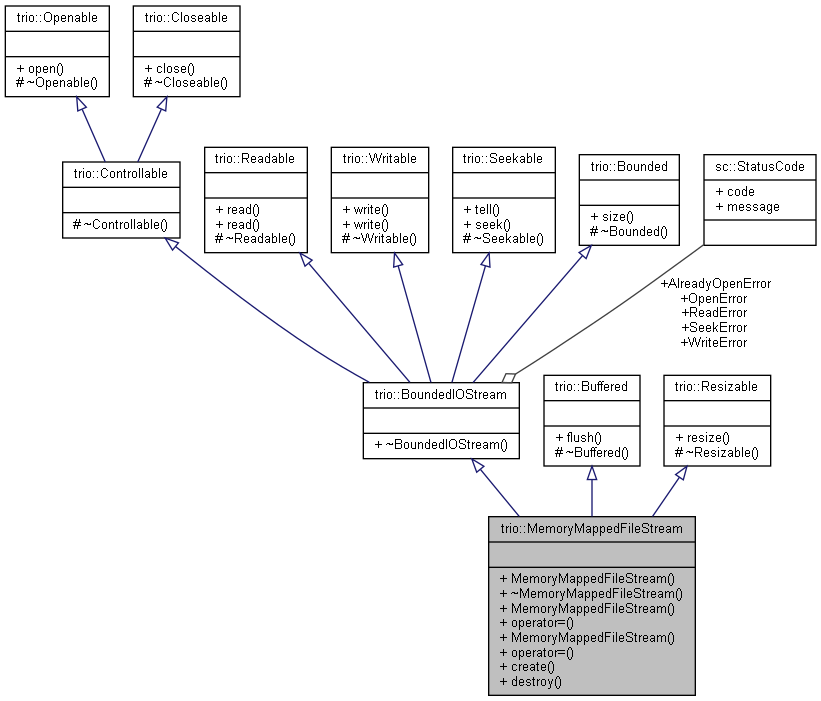 trio::Openable
+ open()
# ~Openable()
trio::Closeable
+ close()
# ~Closeable()
trio::Controllable
# ~Controllable()
trio::Readable
+ read()
+ read()
# ~Readable()
trio::Writable
+ write()
+ write()
# ~Writable()
trio::Seekable
+ tell()
+ seek()
# ~Seekable()
trio::Bounded
+ size()
# ~Bounded()
sc::StatusCode
+ code
+ message
+AlreadyOpenError
+OpenError
+ReadError
+SeekError
+WriteError
trio::BoundedIOStream
+ ~BoundedIOStream()
trio::Buffered
+ flush()
# ~Buffered()
trio::Resizable
+ resize()
# ~Resizable()
trio::MemoryMappedFileStream
+ MemoryMappedFileStream()
+ ~MemoryMappedFileStream()
+ MemoryMappedFileStream()
+ operator=()
+ MemoryMappedFileStream()
+ operator=()
+ create()
+ destroy()